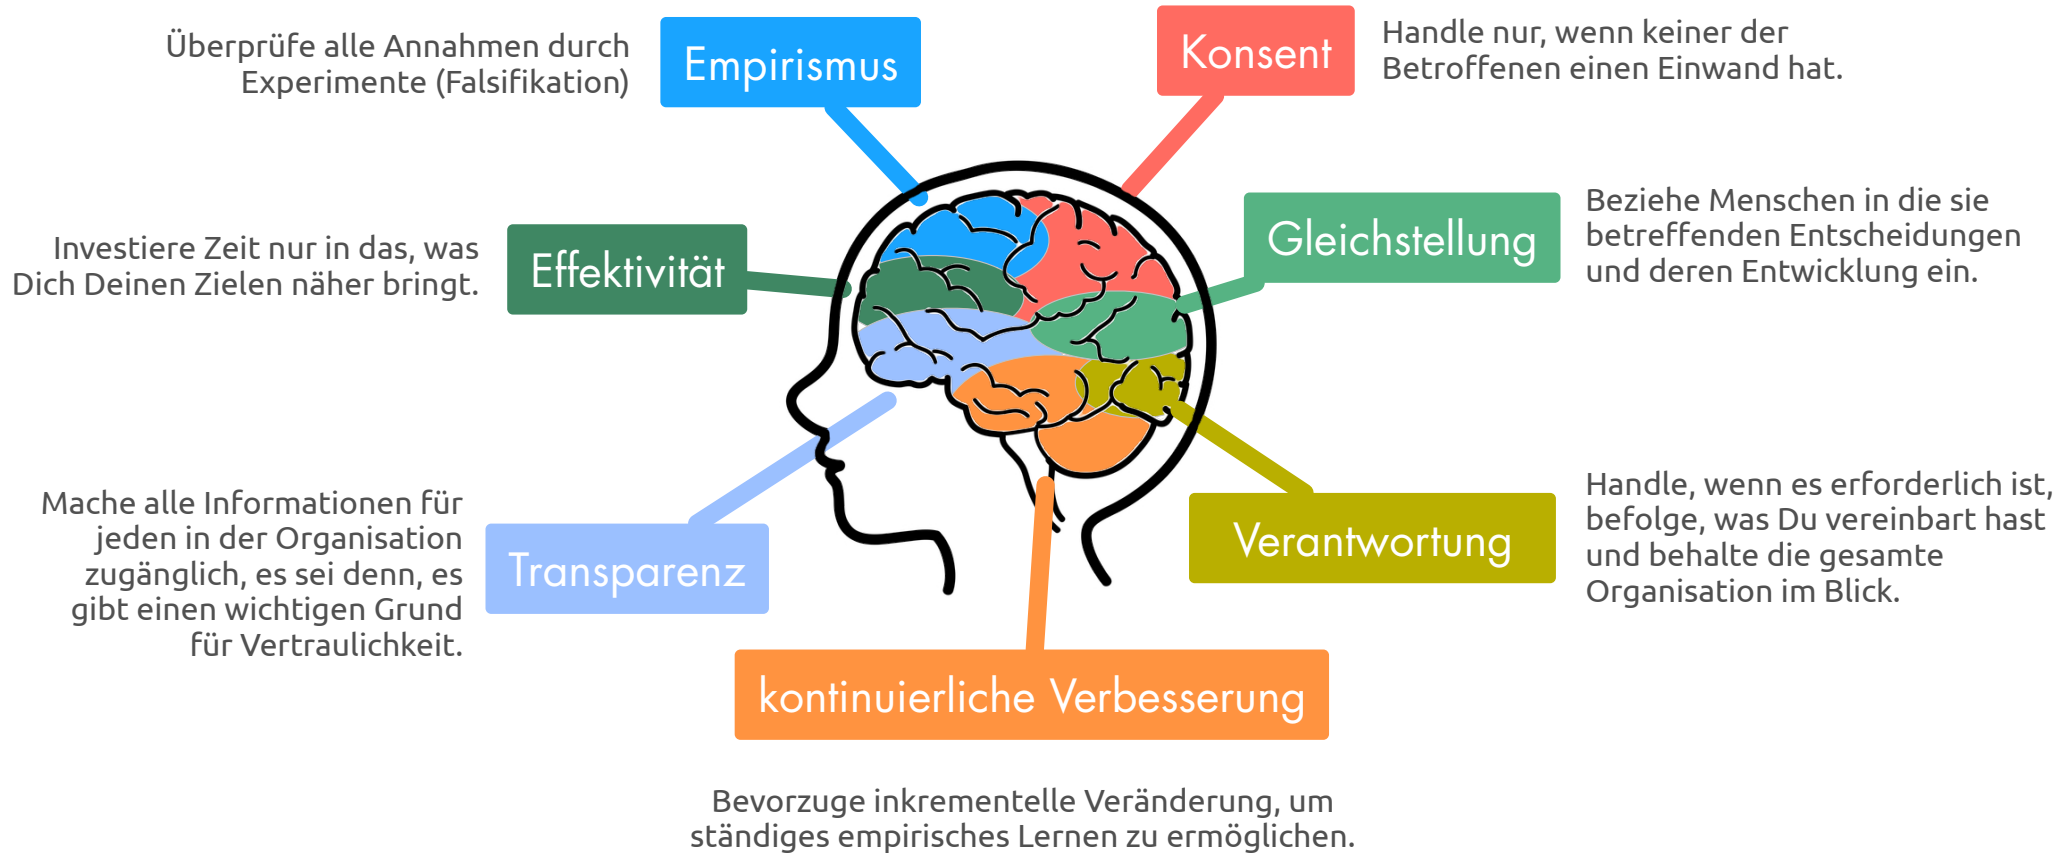 Überprüfe alle Annahmen durch
Experimente (Falsifikation)
Empirismus
Konsent
Handle nur, wenn keiner der
Betroffenen einen Einwand hat.
Investiere Zeit nur in das, was
Dich Deinen Zielen näher bringt.
Effektivität
Gleichstellung
Beziehe Menschen in die sie
betreffenden Entscheidungen
und deren Entwicklung ein.
Mache alle Informationen für
jeden in der Organisation
zugänglich, es sei denn, es
gibt einen wichtigen Grund
für Vertraulichkeit.
Transparenz
Verantwortung
Handle, wenn es erforderlich ist,
befolge, was Du vereinbart hast
und behalte die gesamte
Organisation im Blick.
kontinuierliche Verbesserung
Bevorzuge inkrementelle Veränderung, um
ständiges empirisches Lernen zu ermöglichen.